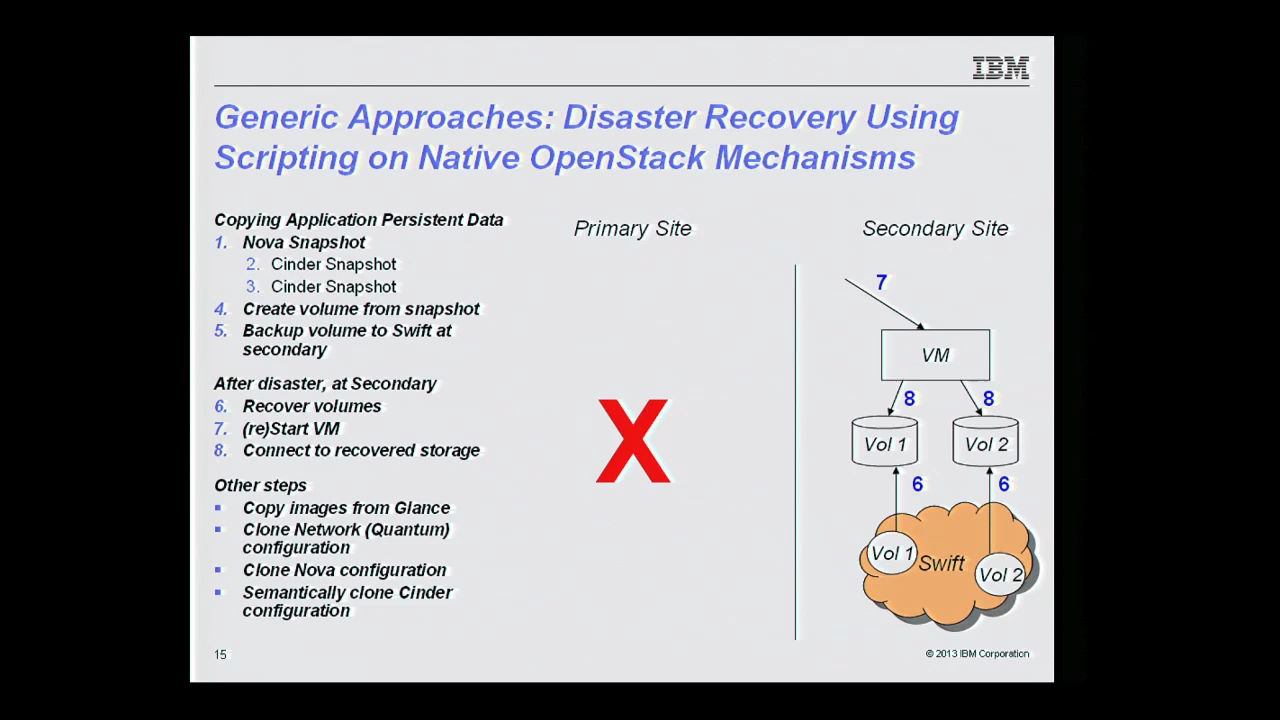 IBM
Generic Approaches: Disaster Recovery Using
Scripting on Native OpenStack Mechanisms
Copying Application Persistent Data
1. Nova Snapshot
2. Cinder Snapshot
3. Cinder Snapshot
4. Create volume from snapshot
5. Backup volume to Swift at
secondary
After disaster, at Secondary
6. Recover volumes
7. (re)Start VM
8. Connect to recovered storage
Other steps
▪ Copy images from Glance
▪ Clone Network (Quantum)
configuration
▪ Clone Nova configuration
▪ Semantically clone Cinder
configuration
Primary Site
X
Secondary Site
7
VM
8
8
Vol 1
Vol 2
6
6
Vol 1
Swift
Vol 2
15
© 2013 IBM Corporation